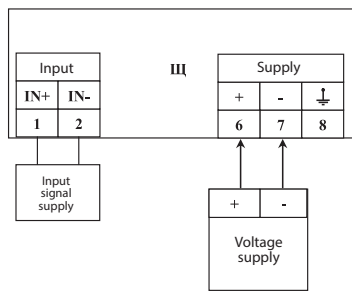 Input
Щ
Supply
IN+ IN-
+ - ⏚
1 2
6 7 8
Input
signal
supply
+ -
Voltage
supply